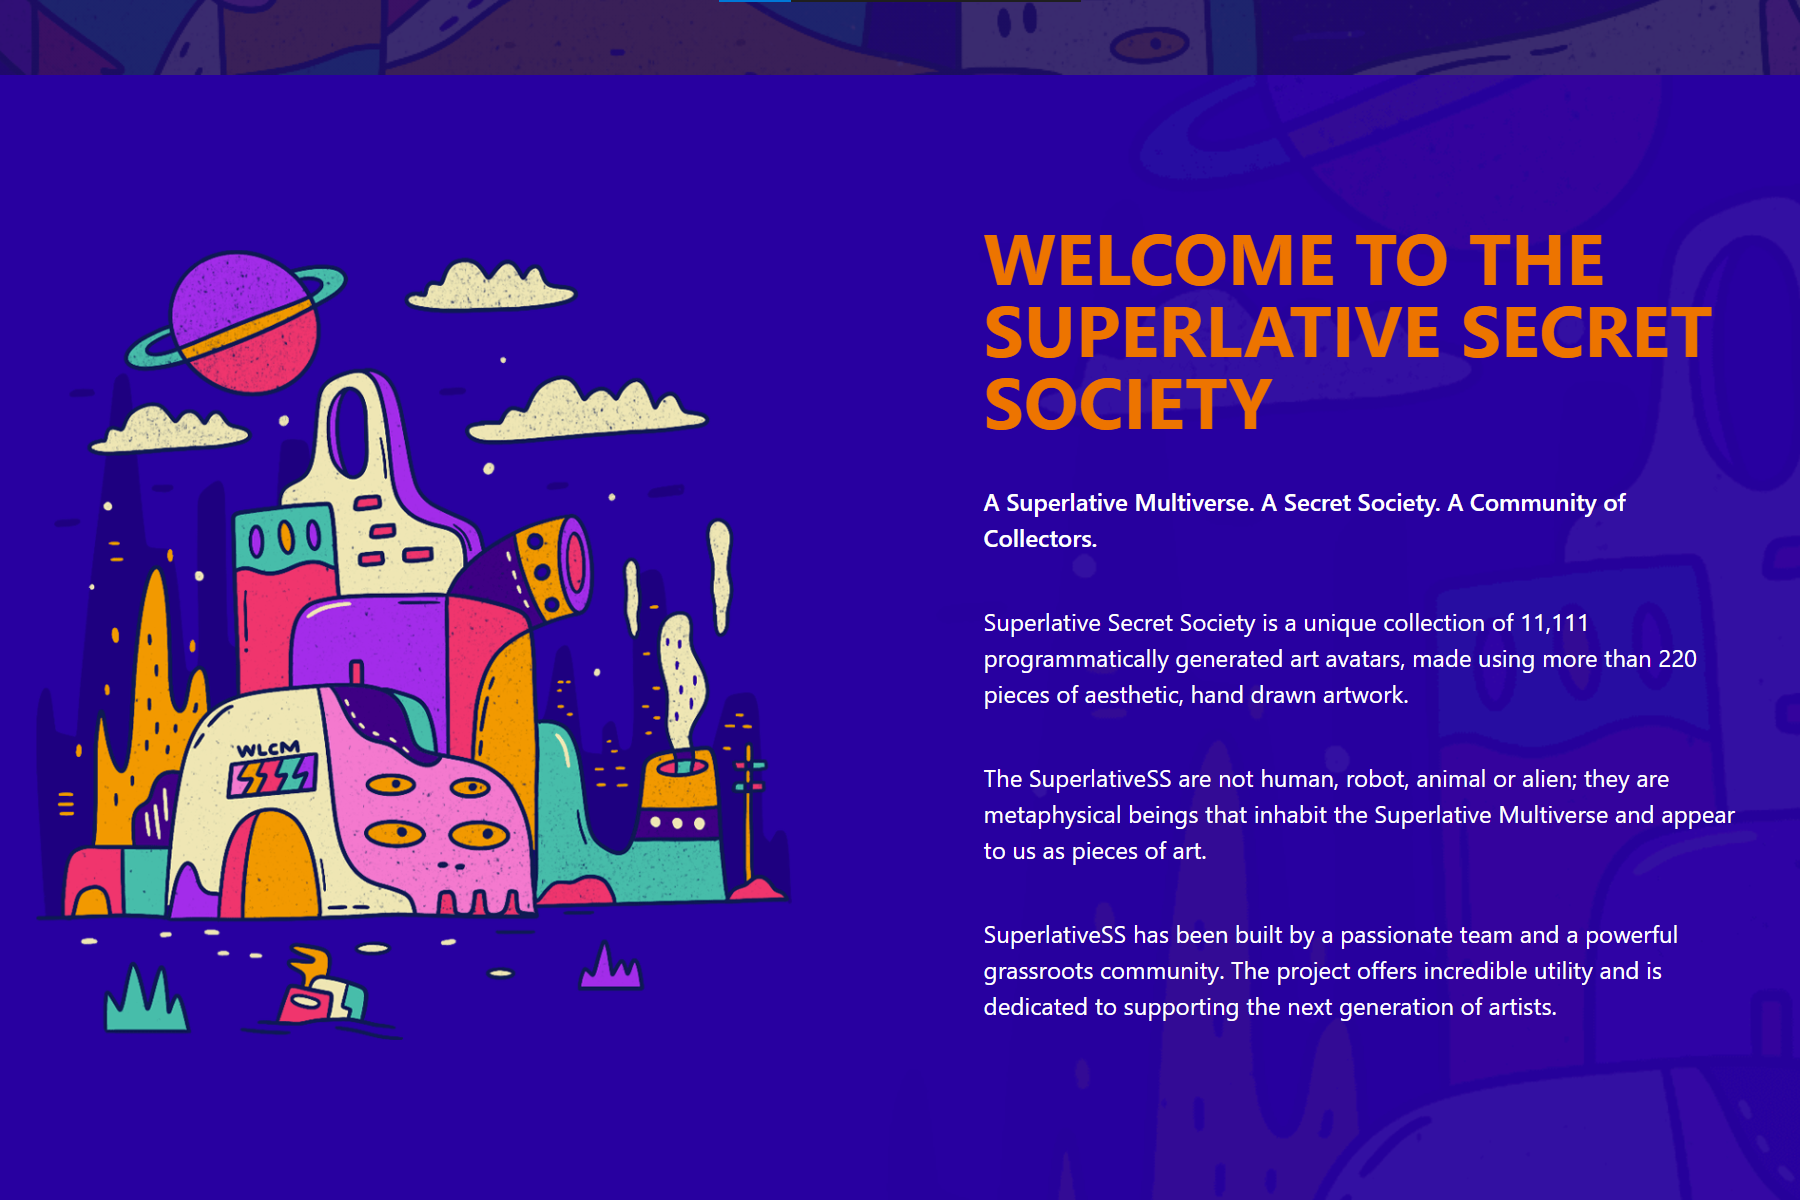 WELCOME TO THE
SUPERLATIVE SECRET
SOCIETY
A Superlative Multiverse. A Secret Society. A Community of
Collectors.
Superlative Secret Society is a unique collection of 11,111
programmatically generated art avatars, made using more than 220
pieces of aesthetic, hand drawn artwork.
The SuperlativeSS are not human, robot, animal or alien; they are
metaphysical beings that inhabit the Superlative Multiverse and appear
to us as pieces of art.
SuperlativeSS has been built by a passionate team and a powerful
grassroots community. The project offers incredible utility and is
dedicated to supporting the next generation of artists.
WLCM